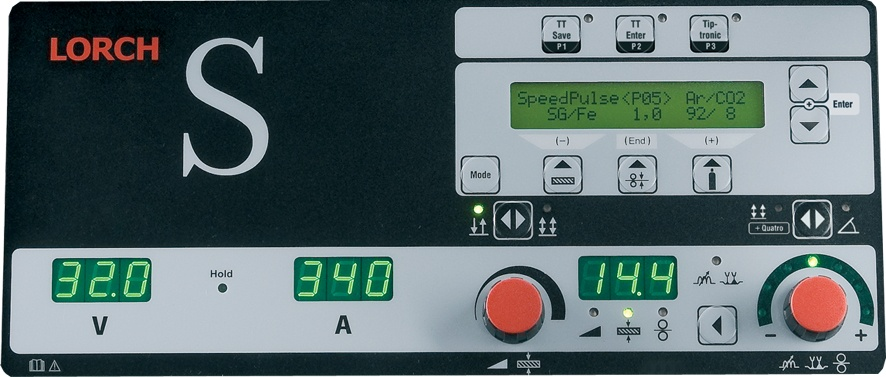 LORCH
S
TT
Save
P1
TT
Enter
P2
Tip-
tronic
P3
SpeedPulse<P05> Ar/CO2
SG/Fe 1,0 92/ 8
Enter
(-) (End) (+)
Mode
+ Quatro
32.0
Hold
340
14.4
V
A
- +